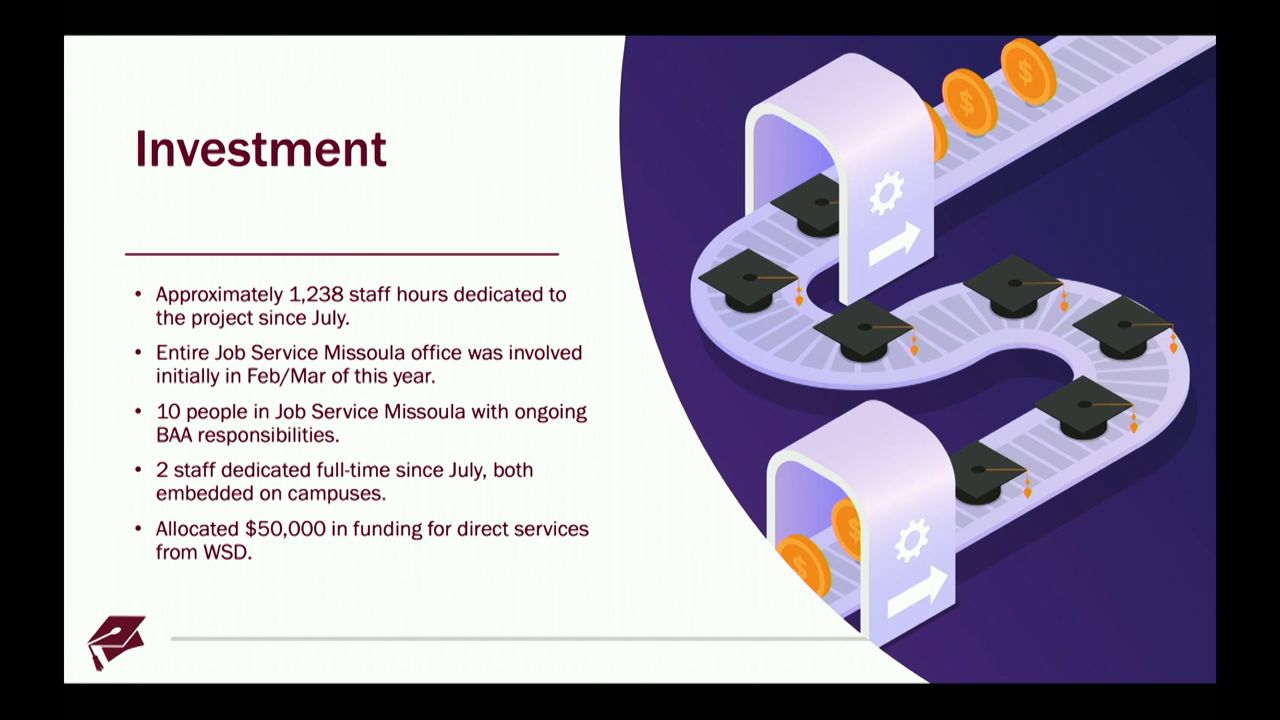 Investment
• Approximately 1,238 staff hours dedicated to
the project since July.
• Entire Job Service Missoula office was involved
initially in Feb/Mar of this year.
• 10 people in Job Service Missoula with ongoing
BAA responsibilities.
• 2 staff dedicated full-time since July, both
embedded on campuses.
• Allocated $50,000 in funding for direct services
from WSD.
$
$
$
$